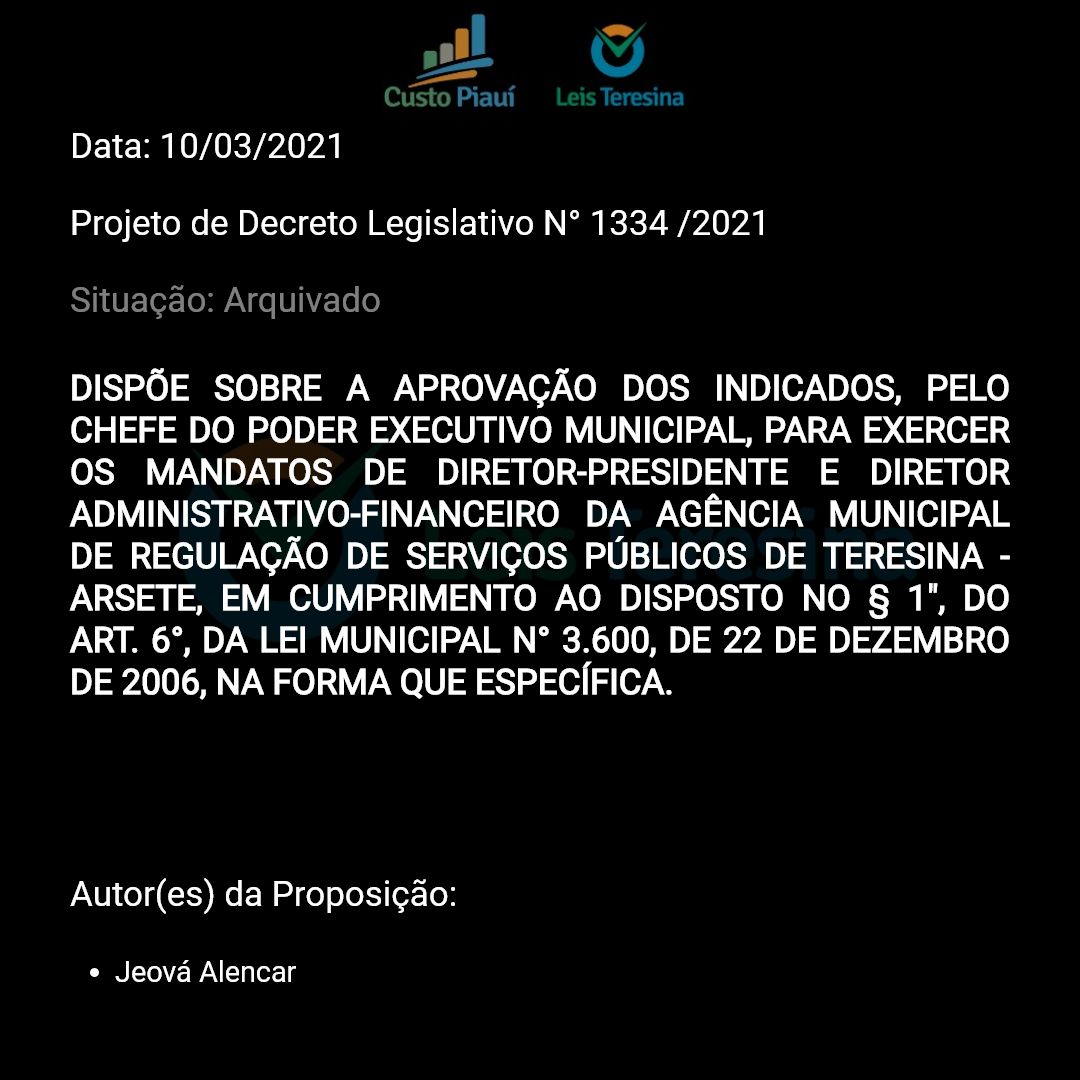 Custo Piauí
Leis Teresina
Data: 10/03/2021
Projeto de Decreto Legislativo N° 1334 /2021
Situação: Arquivado
DISPÕE SOBRE A APROVAÇÃO DOS INDICADOS, PELO
CHEFE DO PODER EXECUTIVO MUNICIPAL, PARA EXERCER
OS MANDATOS DE DIRETOR-PRESIDENTE E DIRETOR
ADMINISTRATIVO-FINANCEIRO DA AGÊNCIA MUNICIPAL
DE REGULAÇÃO DE SERVIÇOS PÚBLICOS DE TERESINA -
ARSETE, EM CUMPRIMENTO AO DISPOSTO NO § 1", DO
ART. 6°, DA LEI MUNICIPAL N° 3.600, DE 22 DE DEZEMBRO
DE 2006, NA FORMA QUE ESPECÍFICA.
Leis Teresina
Autor(es) da Proposição:
• Jeová Alencar